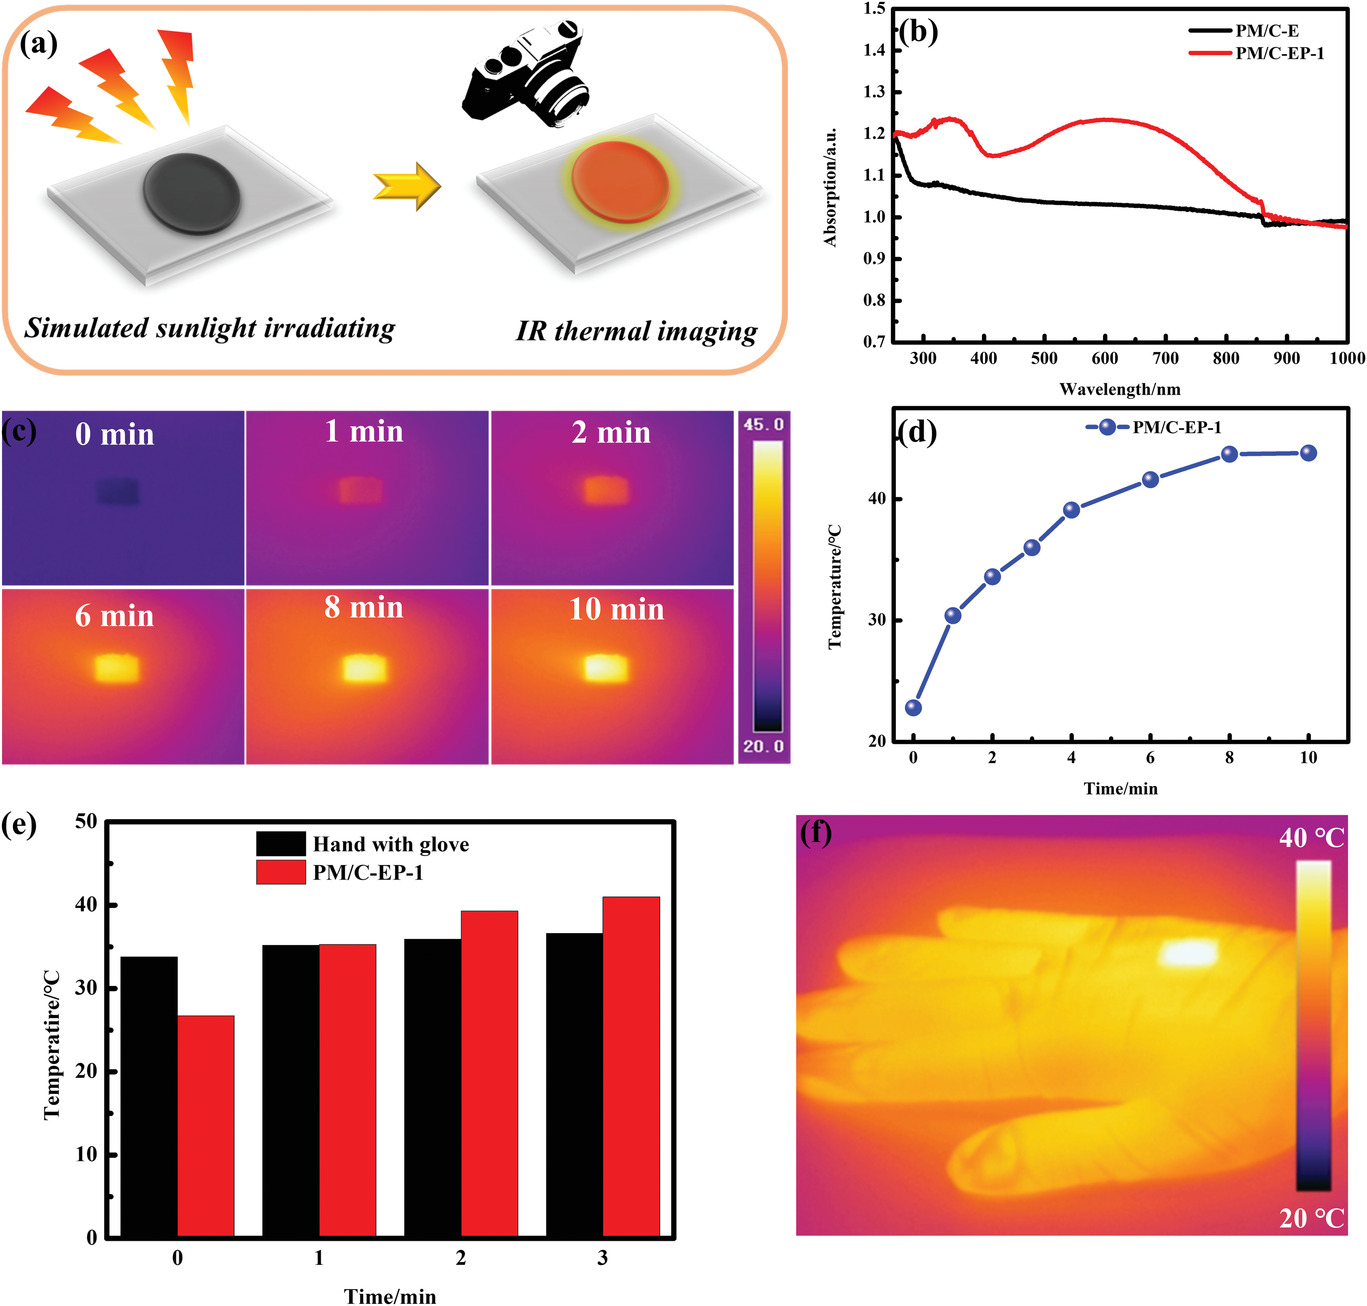 (a)
Simulated sunlight irradiating
IR thermal imaging
(b)
PM/C-E
PM/C-EP-1
1.5
1.4
1.3
1.2
1.1
1.0
0.9
0.8
0.7
Absorption/a.u.
300 400 500 600 700 800 900 1000
Wavelength/nm
(c)
0 min
1 min
2 min
6 min
8 min
10 min
45.0
20.0
(d)
PM/C-EP-1
40
30
20
Temperature/°C
0 2 4 6 8 10
Time/min
(e)
Hand with glove
PM/C-EP-1
50
40
30
20
10
0
Temperatire/°C
0 1 2 3
Time/min
(f)
40 °C
20 °C